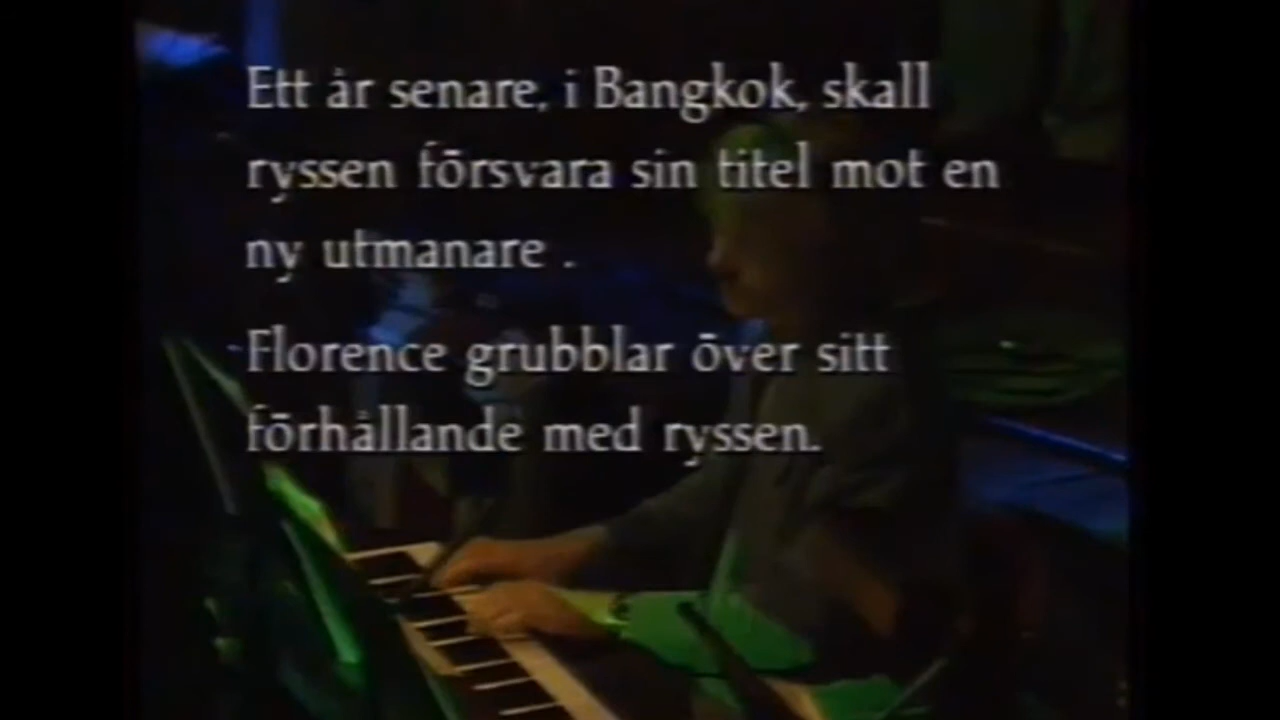 Ett år senare, i Bangkok, skall
ryssen försvara sin titel mot en
ny utmanare .
Florence grubblar över sitt
förhållande med ryssen.